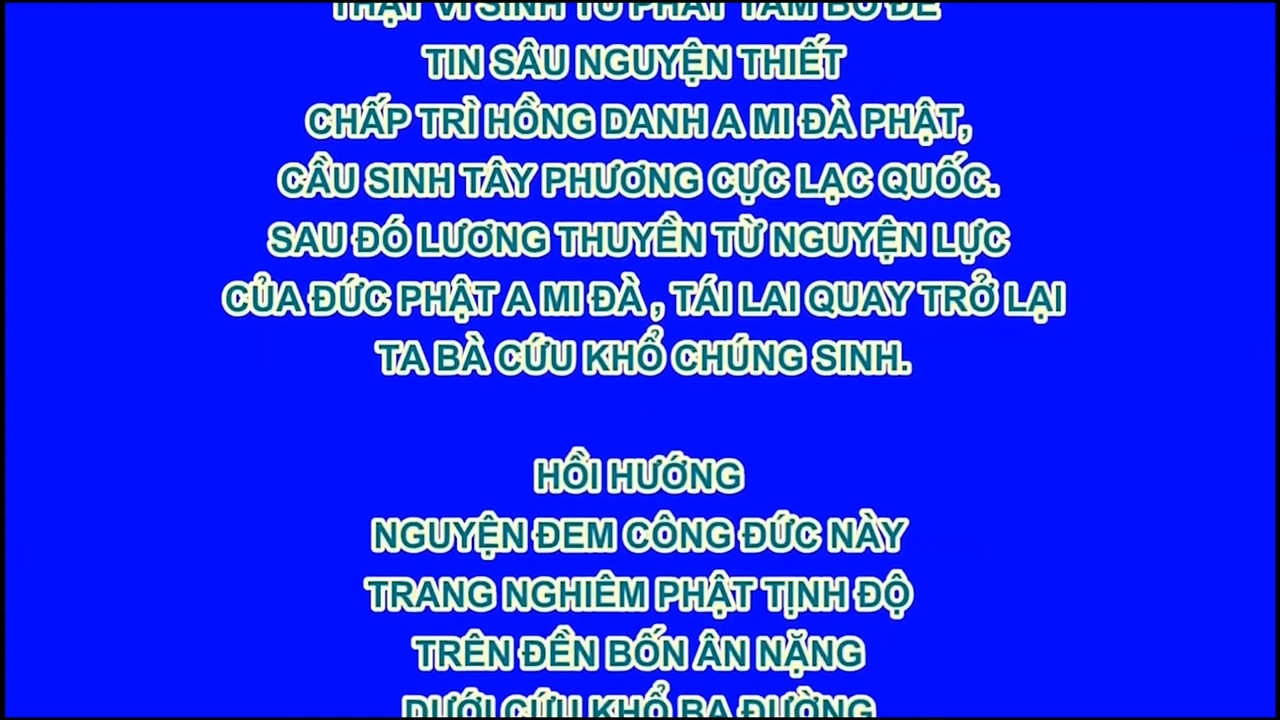 THẬT VÌ SINH TỬ PHÁT TÂM BỒ ĐỀ
TIN SÂU NGUYỆN THIẾT
CHẤP TRÌ HỒNG DANH A MI ĐÀ PHẬT,
CẦU SINH TÂY PHƯƠNG CỰC LẠC QUỐC.
SAU ĐÓ LƯƠNG THUYỀN TỪ NGUYỆN LỰC
CỦA ĐỨC PHẬT A MI ĐÀ , TÁI LAI QUAY TRỞ LẠI
TA BÀ CỨU KHỔ CHÚNG SINH.
HỒI HƯỚNG
NGUYỆN ĐEM CÔNG ĐỨC NÀY
TRANG NGHIÊM PHẬT TỊNH ĐỘ
TRÊN ĐỀN BỐN ÂN NẶNG
DƯỚI CỨU KHỔ BA ĐƯỜNG